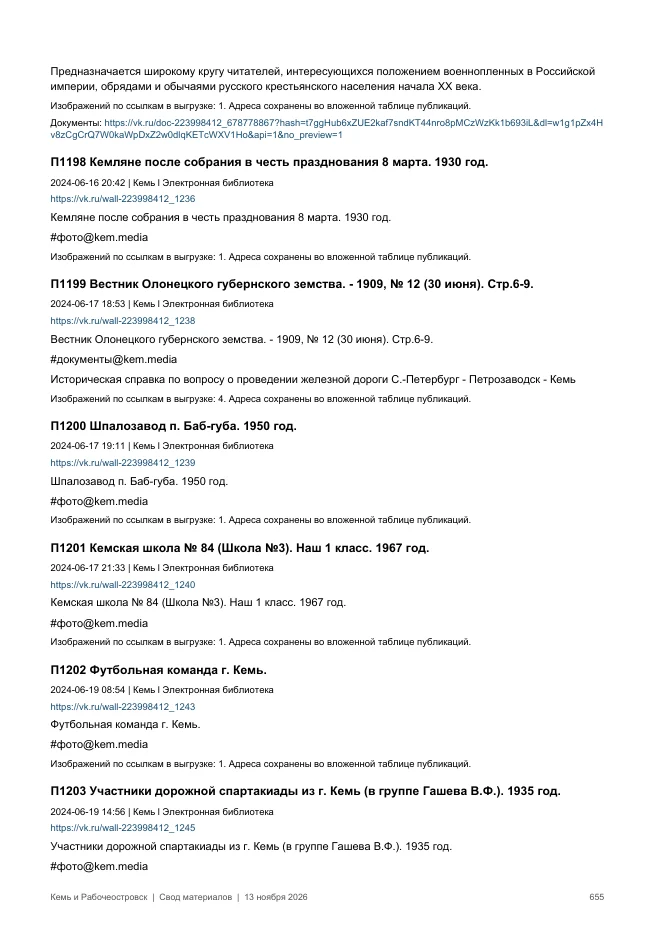 Предназначается широкому кругу читателей, интересующихся положением военнопленных в Российской
империи, обрядами и обычаями русского крестьянского населения начала XX века.
Изображений по ссылкам в выгрузке: 1. Адреса сохранены во вложенной таблице публикаций.
Документы: https://vk.ru/doc-223998412_678778867?hash=t7ggHub6xZUE2kaf7sndKT44nro8pMCzWzKk1b693iL&dl=w1g1pZx4H
v8zCgCrQ7W0kaWpDxZ2w0dlqKETcWXV1Ho&api=1&no_preview=1
П1198 Кемляне после собрания в честь празднования 8 марта. 1930 год.
2024-06-16 20:42 | Кемь I Электронная библиотека
https://vk.ru/wall-223998412_1236
Кемляне после собрания в честь празднования 8 марта. 1930 год.
#фото@kem.media
Изображений по ссылкам в выгрузке: 1. Адреса сохранены во вложенной таблице публикаций.
П1199 Вестник Олонецкого губернского земства. - 1909, № 12 (30 июня). Стр.6-9.
2024-06-17 18:53 | Кемь I Электронная библиотека
https://vk.ru/wall-223998412_1238
Вестник Олонецкого губернского земства. - 1909, № 12 (30 июня). Стр.6-9.
#документы@kem.media
Историческая справка по вопросу о проведении железной дороги С.-Петербург - Петрозаводск - Кемь
Изображений по ссылкам в выгрузке: 4. Адреса сохранены во вложенной таблице публикаций.
П1200 Шпалозавод п. Баб-губа. 1950 год.
2024-06-17 19:11 | Кемь I Электронная библиотека
https://vk.ru/wall-223998412_1239
Шпалозавод п. Баб-губа. 1950 год.
#фото@kem.media
Изображений по ссылкам в выгрузке: 1. Адреса сохранены во вложенной таблице публикаций.
П1201 Кемская школа № 84 (Школа №3). Наш 1 класс. 1967 год.
2024-06-17 21:33 | Кемь I Электронная библиотека
https://vk.ru/wall-223998412_1240
Кемская школа № 84 (Школа №3). Наш 1 класс. 1967 год.
#фото@kem.media
Изображений по ссылкам в выгрузке: 1. Адреса сохранены во вложенной таблице публикаций.
П1202 Футбольная команда г. Кемь.
2024-06-19 08:54 | Кемь I Электронная библиотека
https://vk.ru/wall-223998412_1243
Футбольная команда г. Кемь.
#фото@kem.media
Изображений по ссылкам в выгрузке: 1. Адреса сохранены во вложенной таблице публикаций.
П1203 Участники дорожной спартакиады из г. Кемь (в группе Гашева В.Ф.). 1935 год.
2024-06-19 14:56 | Кемь I Электронная библиотека
https://vk.ru/wall-223998412_1245
Участники дорожной спартакиады из г. Кемь (в группе Гашева В.Ф.). 1935 год.
#фото@kem.media
Кемь и Рабочеостровск | Свод материалов | 13 ноября 2026 655